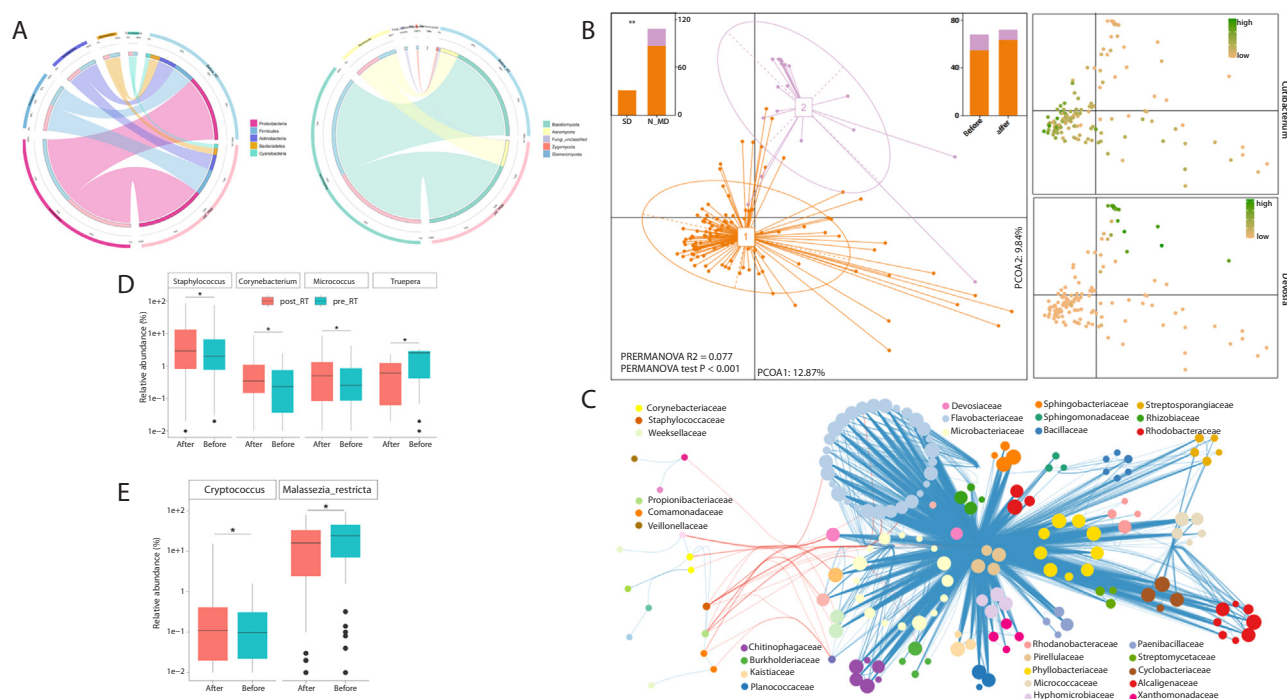 A
Proteobacteria
Firmicutes
Actinobacteria
Bacteroidetes
Cyanobacteria
Basidiomycota
Ascomycota
Fungi_unclassified
Zygomycota
Glomeromycota
B
**
120
60
0
SD
N_MD
80
40
0
Before
affer
1
2
PCOA2: 9.84%
PCOA1: 12.87%
PRERMANOVA R2 = 0.077
PERMANOVA test P < 0.001
high
low
Curtbacterium
high
low
Devosia
D
Staphylococcus
Corynebacterium
Micrococcus
Truepera
post_RT
pre_RT
*
*
*
*
Relative abundance (%)
1e+2
1e+1
1
1e−1
1e−2
After
Before
After
Before
After
Before
After
Before
E
Cryptococcus
Malassezia_restricta
*
*
Relative abundance (%)
1e+2
1e+1
1
1e−1
1e−2
After
Before
After
Before
C
Corynebacteriaceae
Staphylococcaceae
Weeksellaceae
Propionibacteriaceae
Comamonadaceae
Veillonellaceae
Devosiaceae
Flavobacteriaceae
Microbacteriaceae
Sphingobacteriaceae
Sphingomonadaceae
Bacillaceae
Streptosporangiaceae
Rhizobiaceae
Rhodobacteraceae
Chitinophagaceae
Burkholderiaceae
Kaistiaceae
Planococcaceae
Rhodanobacteraceae
Pirellulaceae
Phyllobacteriaceae
Micrococcaceae
Hyphomicrobiaceae
Paenibacillaceae
Streptomycetaceae
Cyclobacteriaceae
Alcaligenaceae
Xanthomonadaceae